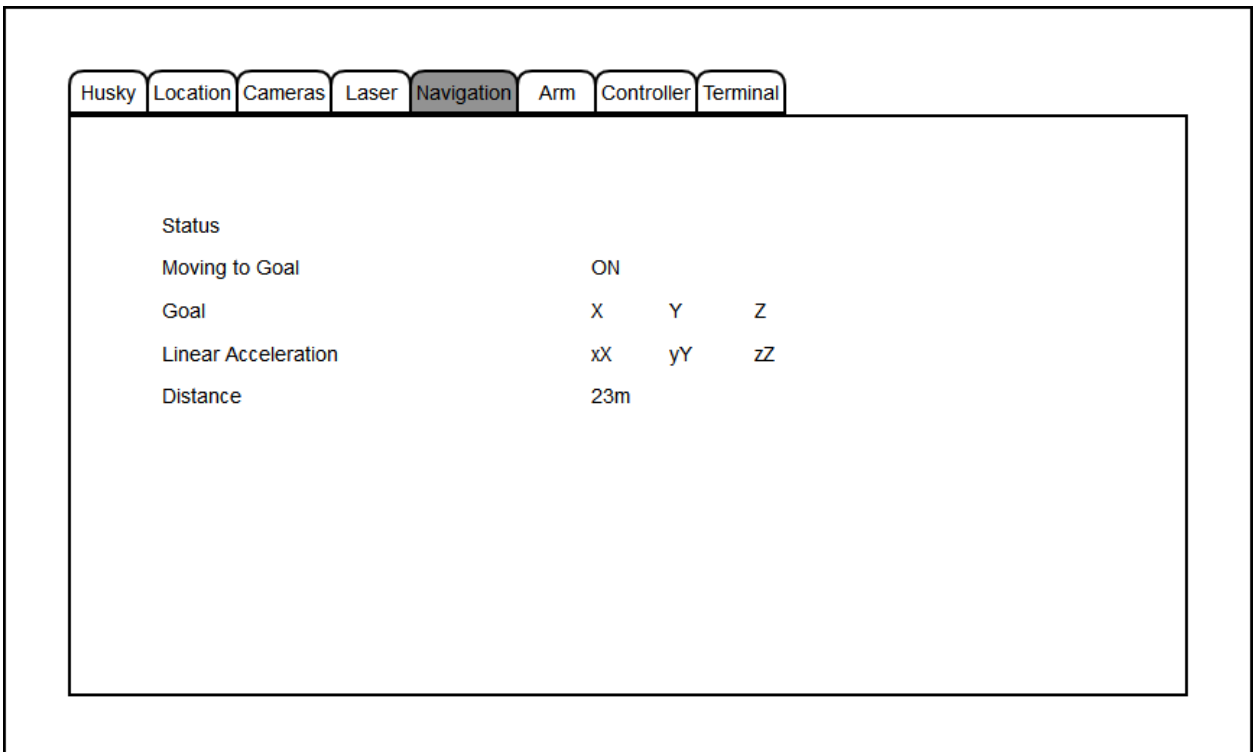 Husky Location Cameras Laser Navigation Arm Controller Terminal
Status
Moving to Goal ON
Goal X Y Z
Linear Acceleration xX yY zZ
Distance 23m